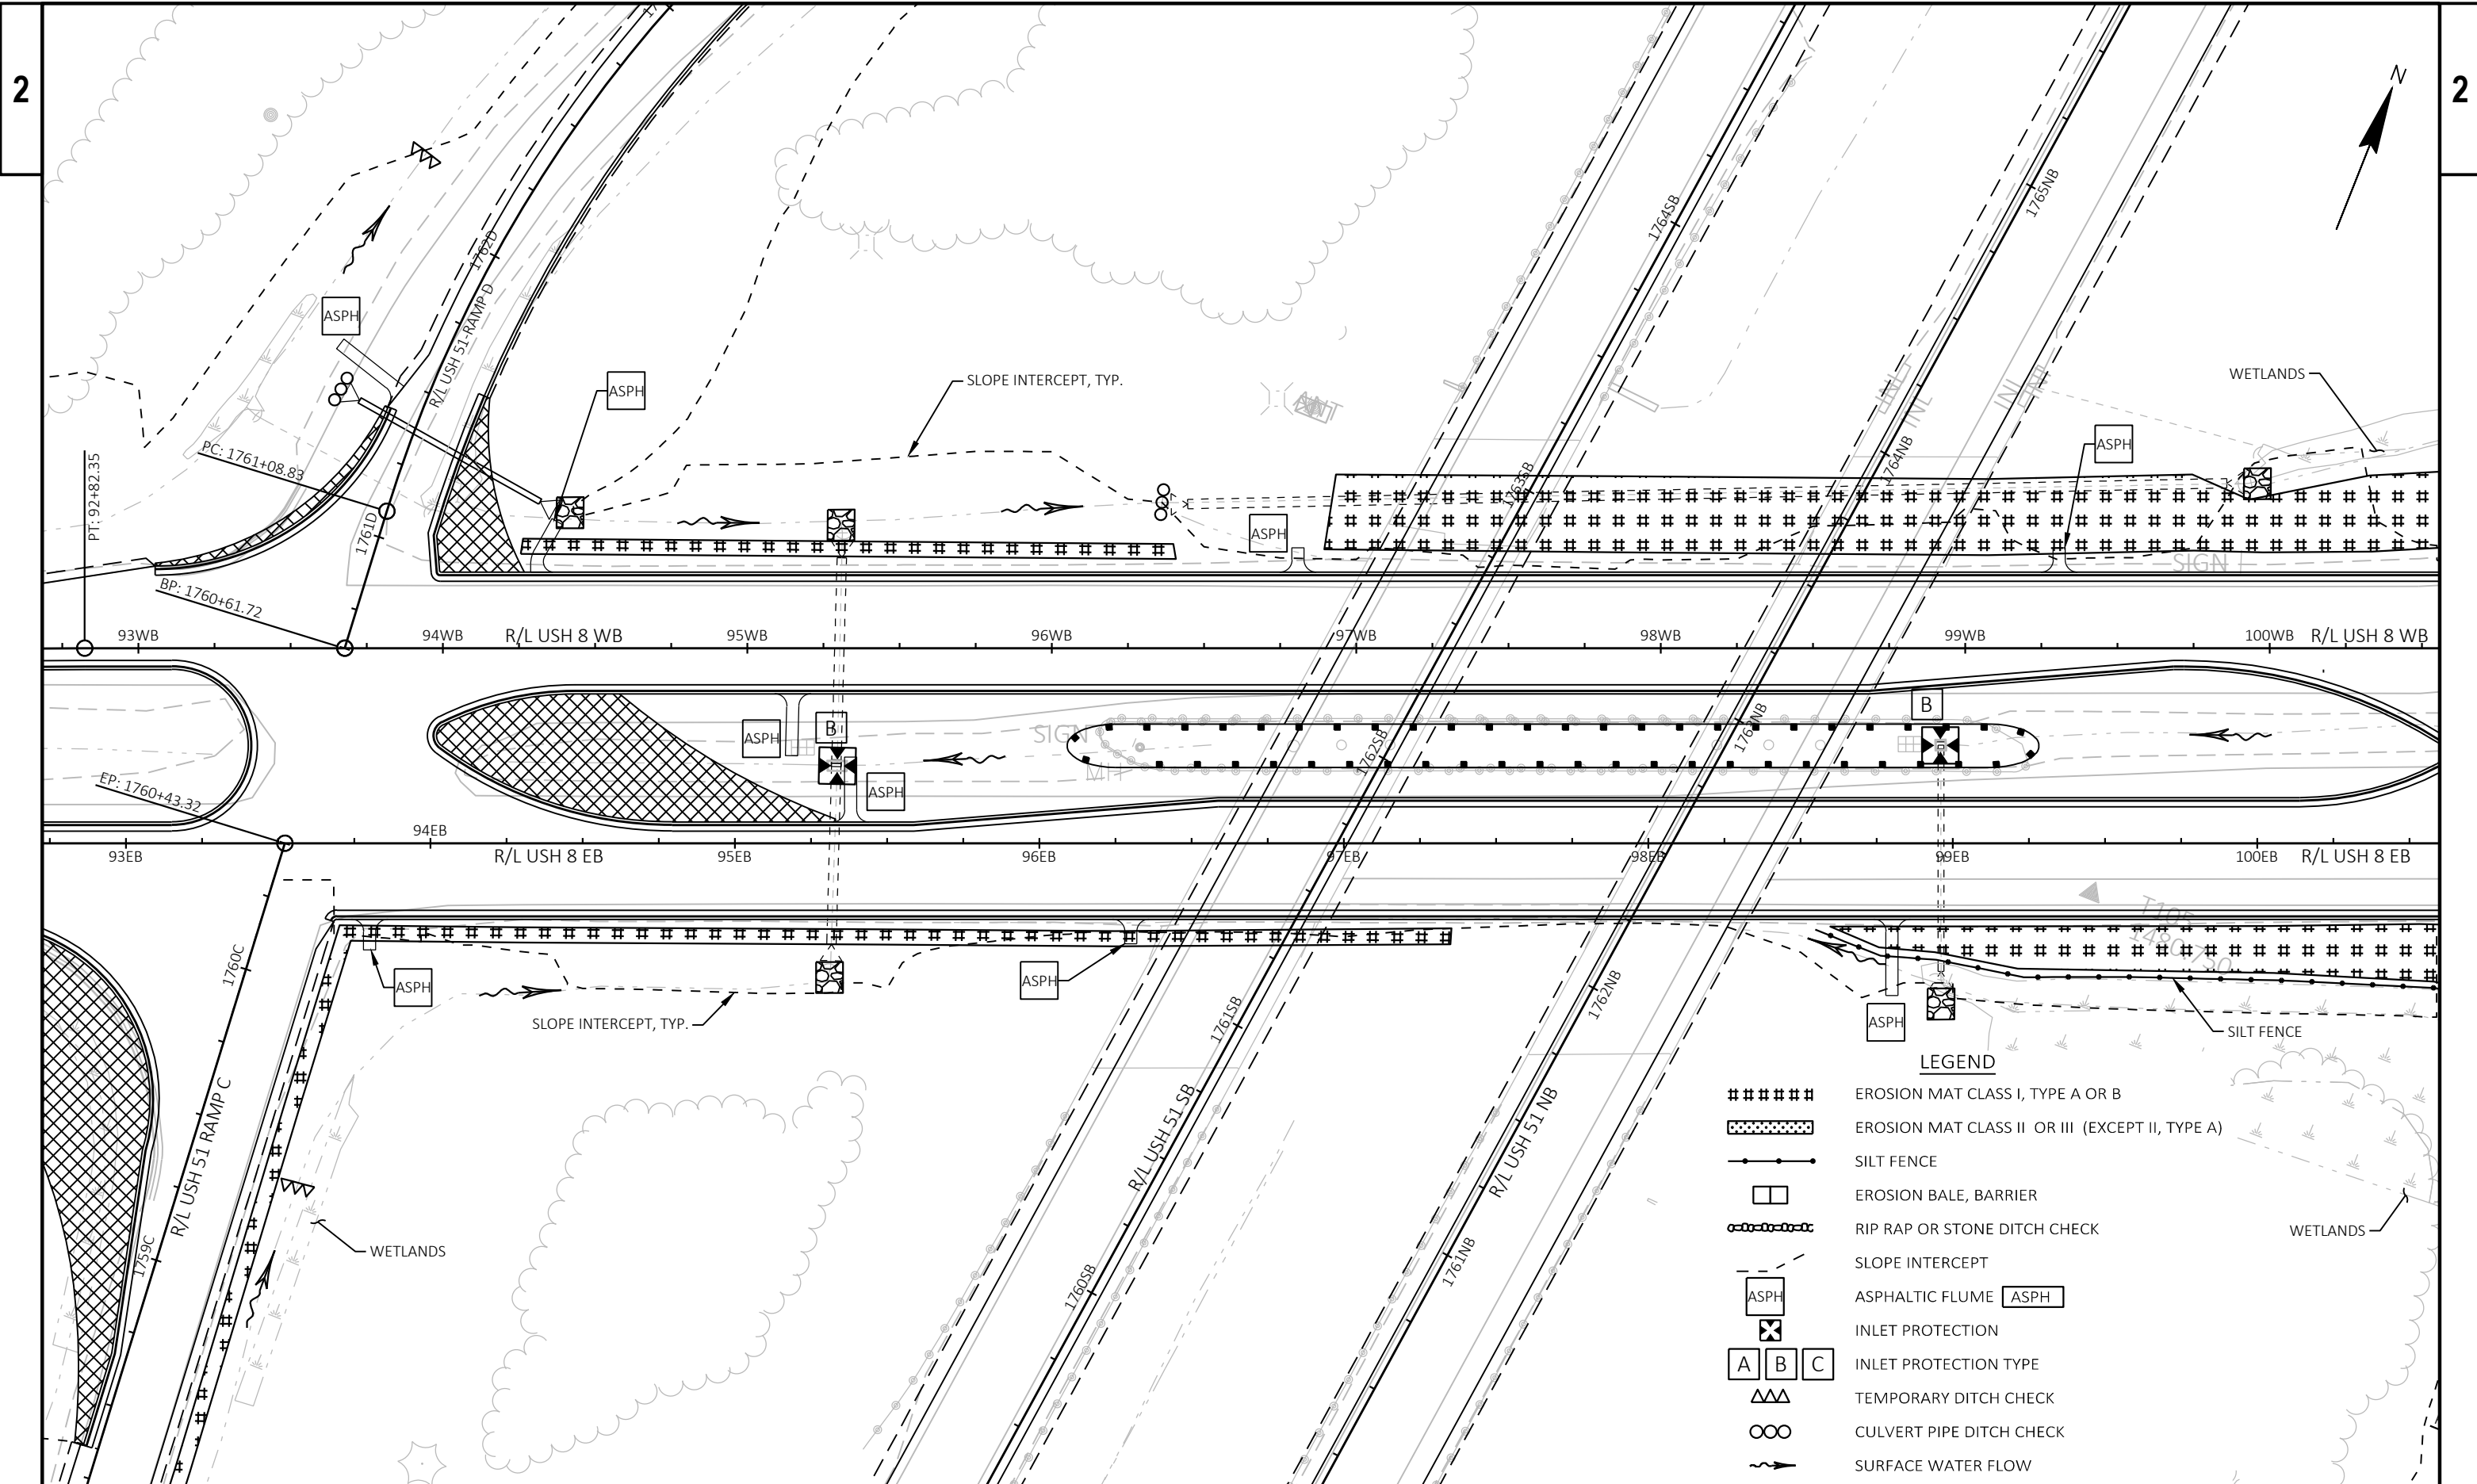 2
2
N
1762D
R/L USH 51-RAMP D
1764SB
1765NB
ASPH
ASPH
SLOPE INTERCEPT, TYP.
WETLANDS
PT: 92+82.35
PC: 1761+08.83
1761D
1763SB
1764NB
ASPH
ASPH
SIGN
BP: 1760+61.72
93WB
94WB
R/L USH 8 WB
95WB
96WB
97WB
98WB
99WB
100WB
R/L USH 8 WB
B
B
ASPH
SIGN
1762SB
1763NB
ASPH
EP: 1760+43.32
93EB
94EB
R/L USH 8 EB
95EB
96EB
97EB
98EB
99EB
100EB
R/L USH 8 EB
T105
1480.730
1760C
ASPH
ASPH
ASPH
SLOPE INTERCEPT, TYP.
1761SB
1762NB
SILT FENCE
R/L USH 51 RAMP C
1759C
WETLANDS
R/L USH 51 SB
R/L USH 51 NB
1760SB
1761NB
WETLANDS
LEGEND
EROSION MAT CLASS I, TYPE A OR B
EROSION MAT CLASS II OR III (EXCEPT II, TYPE A)
SILT FENCE
EROSION BALE, BARRIER
RIP RAP OR STONE DITCH CHECK
SLOPE INTERCEPT
ASPH ASPHALTIC FLUME ASPH
INLET PROTECTION
A B C INLET PROTECTION TYPE
TEMPORARY DITCH CHECK
CULVERT PIPE DITCH CHECK
SURFACE WATER FLOW